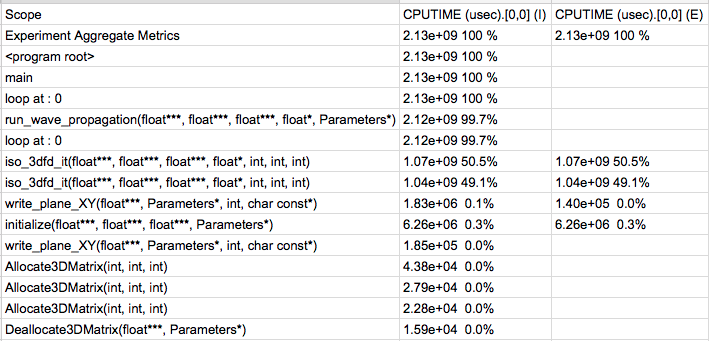 Scope CPUTIME (usec).[0,0] (I) CPUTIME (usec).[0,0] (E)
Experiment Aggregate Metrics 2.13e+09 100 % 2.13e+09 100 %
<program root> 2.13e+09 100 %
main 2.13e+09 100 %
loop at : 0 2.13e+09 100 %
run_wave_propagation(float***, float***, float***, float*, Parameters*) 2.12e+09 99.7%
loop at : 0 2.12e+09 99.7%
iso_3dfd_it(float***, float***, float***, float*, int, int, int) 1.07e+09 50.5% 1.07e+09 50.5%
iso_3dfd_it(float***, float***, float***, float*, int, int, int) 1.04e+09 49.1% 1.04e+09 49.1%
write_plane_XY(float***, Parameters*, int, char const*) 1.83e+06 0.1% 1.40e+05 0.0%
initialize(float***, float***, float***, Parameters*) 6.26e+06 0.3% 6.26e+06 0.3%
write_plane_XY(float***, Parameters*, int, char const*) 1.85e+05 0.0%
Allocate3DMatrix(int, int, int) 4.38e+04 0.0%
Allocate3DMatrix(int, int, int) 2.79e+04 0.0%
Allocate3DMatrix(int, int, int) 2.28e+04 0.0%
Deallocate3DMatrix(float***, Parameters*) 1.59e+04 0.0%